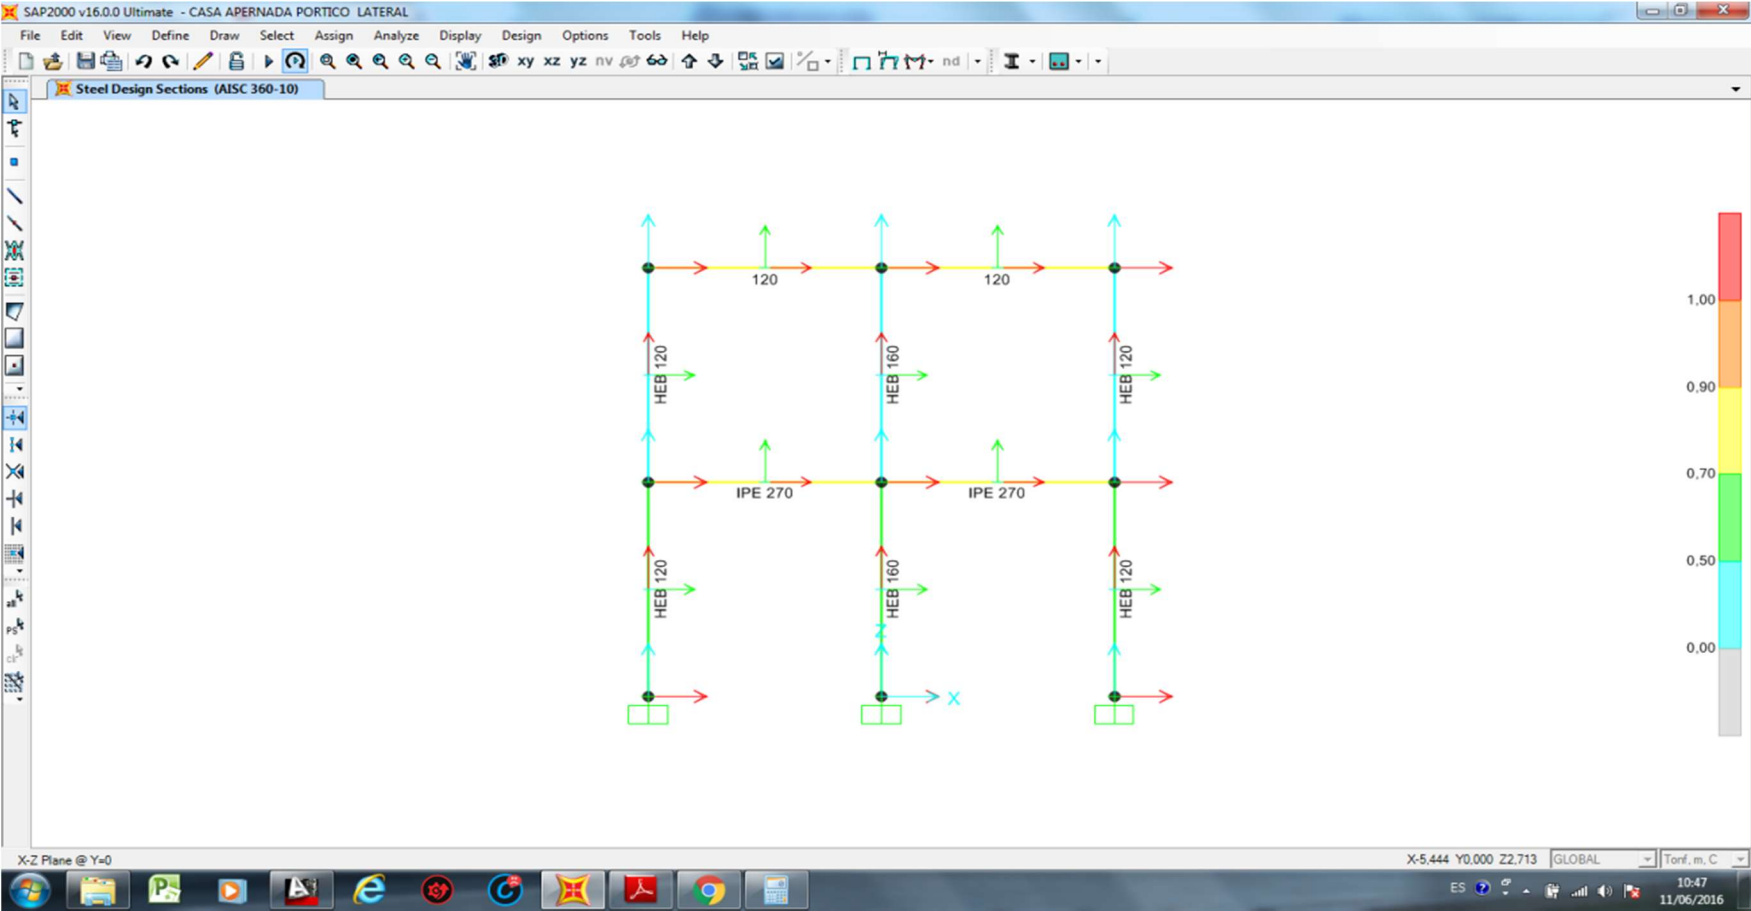 SAP2000 v16.0.0 Ultimate - CASA APERNADA PORTICO LATERAL
File Edit View Define Draw Select Assign Analyze Display Design Options Tools Help
3D xy xz yz nv nd
Steel Design Sections (AISC 360-10)
120 120
HEB 120 HEB 160 HEB 120
IPE 270 IPE 270
HEB 120 HEB 160 HEB 120
Z
X
1,00
0,90
0,70
0,50
0,00
all
PS
clr
X-Z Plane @ Y=0
X-5,444 Y0,000 Z2,713
GLOBAL
Tonf, m, C
ES
10:47
11/06/2016